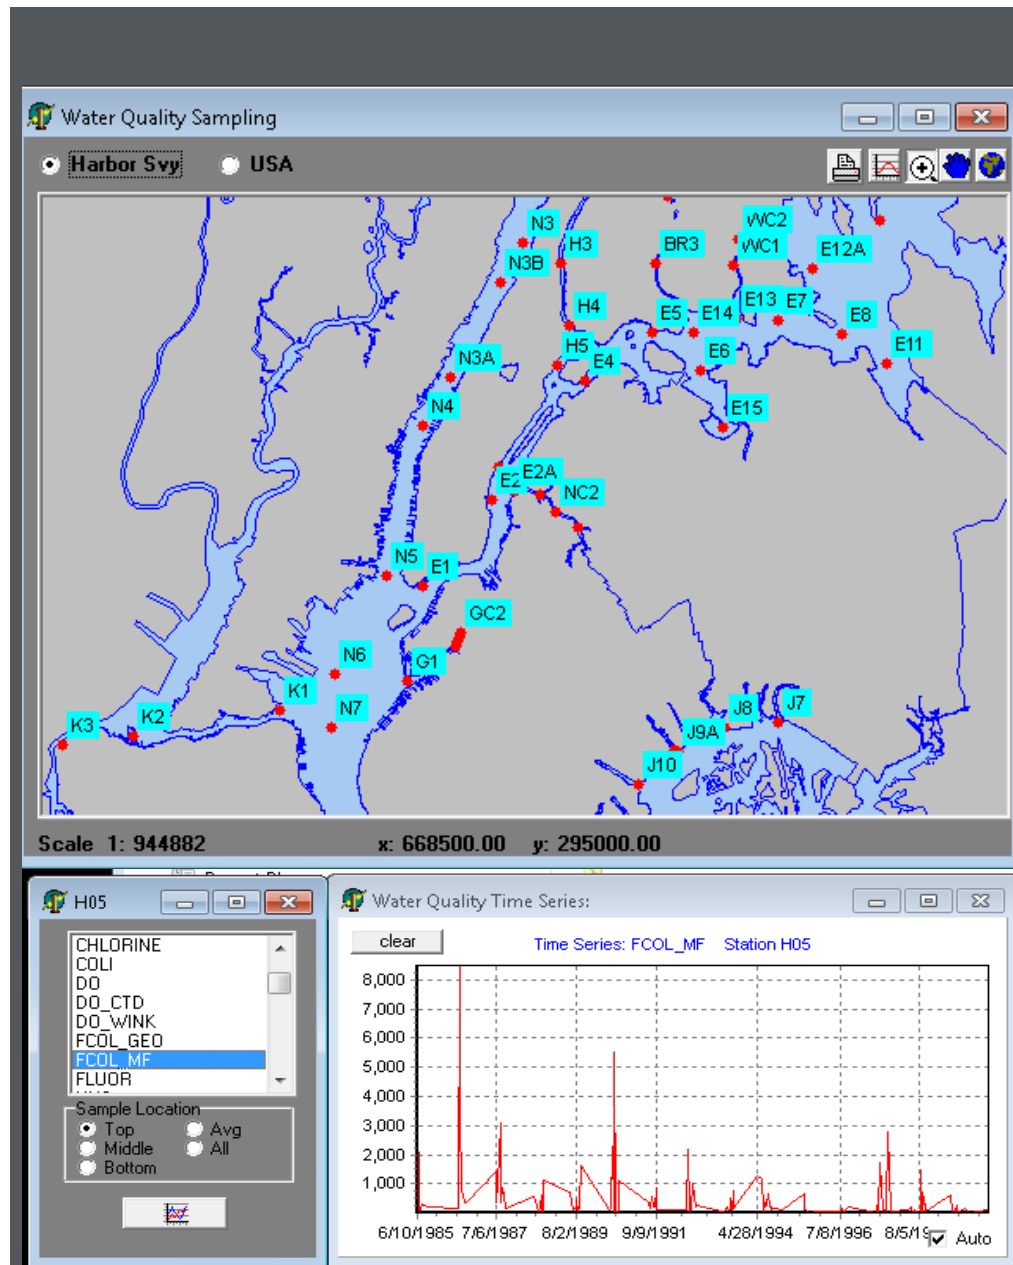 Water Quality Sampling
Harbor Svy USA
N3
H3
BR3
WC2
WC1
E12A
N3B
H4
E5
E14
E13
E7
E8
H5
E4
E6
E11
N3A
N4
E15
E2
E2A
NC2
N5
E1
GC2
N6
G1
K1
N7
K3
K2
J8
J7
J9A
J10
Scale 1: 944882 x: 668500.00 y: 295000.00
H05
CHLORINE
COLI
DO
DO_CTD
DO_WINK
FCOL_GEO
FCOL_MF
FLUOR
Sample Location
Top Avg
Middle All
Bottom
Water Quality Time Series:
clear
Time Series: FCOL_MF Station H05
8,000
7,000
6,000
5,000
4,000
3,000
2,000
1,000
6/10/1985 7/6/1987 8/2/1989 9/9/1991 4/28/1994 7/8/1996 8/5/19
Auto